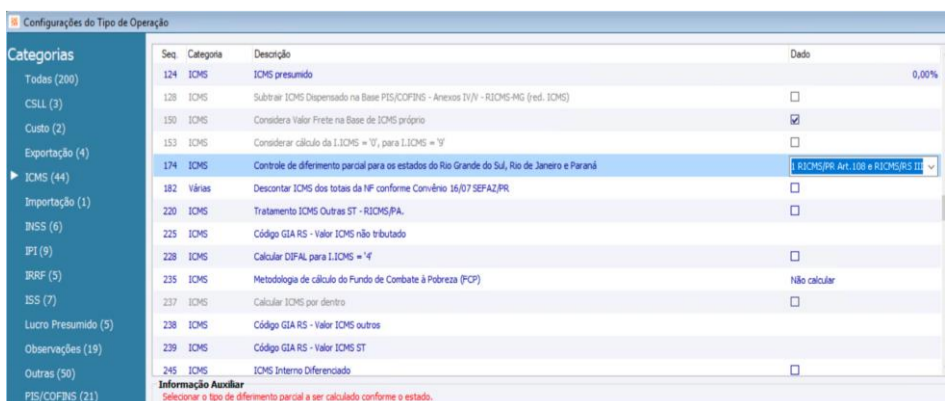 Configurações do Tipo de Operação
Categorias
Todas (200)
CSLL (3)
Custo (2)
Exportação (4)
ICMS (44)
Importação (1)
INSS (6)
IPI (9)
IRRF (5)
ISS (7)
Lucro Presumido (5)
Observações (19)
Outras (50)
PIS/COFINS (21)
Seq. Categoria Descrição Dado
124 ICMS ICMS presumido 0,00%
128 ICMS Subtrair ICMS Dispensado na Base PIS/COFINS - Anexos IV/V - RICMS-MG (red. ICMS)
150 ICMS Considera Valor Frete na Base de ICMS próprio
153 ICMS Considerar cálculo da I.ICMS = '0', para I.ICMS = '9'
174 ICMS Controle de diferimento parcial para os estados do Rio Grande do Sul, Rio de Janeiro e Paraná 1 RICMS/PR Art.108 e RICMS/RS III
182 Várias Descontar ICMS dos totais da NF conforme Convênio 16/07 SEFAZ/PR
220 ICMS Tratamento ICMS Outras ST - RICMS/PA.
225 ICMS Código GIA RS - Valor ICMS não tributado
228 ICMS Calcular DIFAL para I.ICMS = '4'
235 ICMS Metodologia de cálculo do Fundo de Combate à Pobreza (FCP) Não calcular
237 ICMS Calcular ICMS por dentro
238 ICMS Código GIA RS - Valor ICMS outros
239 ICMS Código GIA RS - Valor ICMS ST
245 ICMS ICMS Interno Diferenciado
Informação Auxiliar
Selecionar o tipo de diferimento parcial a ser calculado conforme o estado.